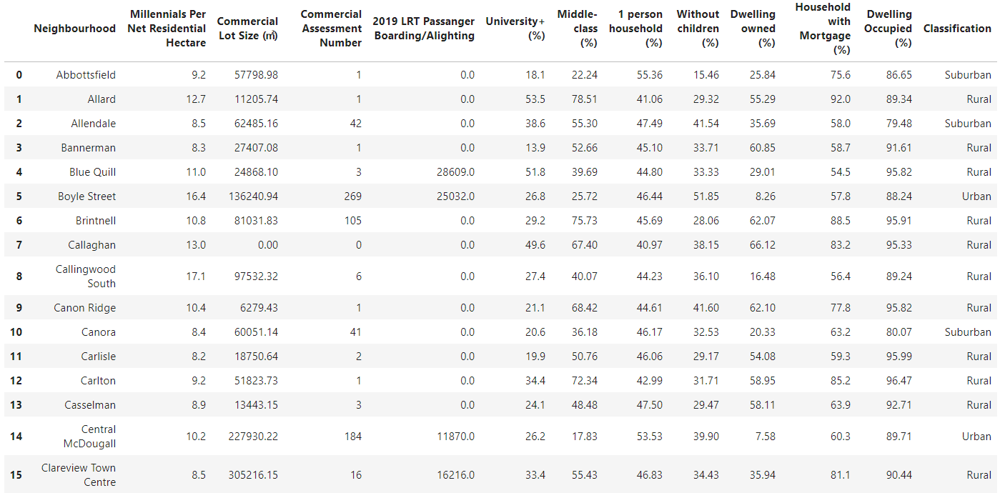 Neighbourhood Millennials Per Net Residential Hectare Commercial Lot Size (㎡) Commercial Assessment Number 2019 LRT Passanger Boarding/Alighting University+ (%) Middle-class (%) 1 person household (%) Without children (%) Dwelling owned (%) Household with Mortgage (%) Dwelling Occupied (%) Classification
0 Abbottsfield 9.2 57798.98 1 0.0 18.1 22.24 55.36 15.46 25.84 75.6 86.65 Suburban
1 Allard 12.7 11205.74 1 0.0 53.5 78.51 41.06 29.32 55.29 92.0 89.34 Rural
2 Allendale 8.5 62485.16 42 0.0 38.6 55.30 47.49 41.54 35.69 58.0 79.48 Suburban
3 Bannerman 8.3 27407.08 1 0.0 13.9 52.66 45.10 33.71 60.85 58.7 91.61 Rural
4 Blue Quill 11.0 24868.10 3 28609.0 51.8 39.69 44.80 33.33 29.01 54.5 95.82 Rural
5 Boyle Street 16.4 136240.94 269 25032.0 26.8 25.72 46.44 51.85 8.26 57.8 88.24 Urban
6 Brintnell 10.8 81031.83 105 0.0 29.2 75.73 45.69 28.06 62.07 88.5 95.91 Rural
7 Callaghan 13.0 0.00 0 0.0 49.6 67.40 40.97 38.15 66.12 83.2 95.33 Rural
8 Callingwood South 17.1 97532.32 6 0.0 27.4 40.07 44.23 36.10 16.48 56.4 89.24 Rural
9 Canon Ridge 10.4 6279.43 1 0.0 21.1 68.42 44.61 41.60 62.10 77.8 95.82 Rural
10 Canora 8.4 60051.14 41 0.0 20.6 36.18 46.17 32.53 20.33 63.2 80.07 Suburban
11 Carlisle 8.2 18750.64 2 0.0 19.9 50.76 46.06 29.17 54.08 59.3 95.99 Rural
12 Carlton 9.2 51823.73 1 0.0 34.4 72.34 42.99 31.71 58.95 85.2 96.47 Rural
13 Casselman 8.9 13443.15 3 0.0 24.1 48.48 47.50 29.47 58.11 63.9 92.71 Rural
14 Central McDougall 10.2 227930.22 184 11870.0 26.2 17.83 53.53 39.90 7.58 60.3 89.71 Urban
15 Clareview Town Centre 8.5 305216.15 16 16216.0 33.4 55.43 46.83 34.43 35.94 81.1 90.44 Rural